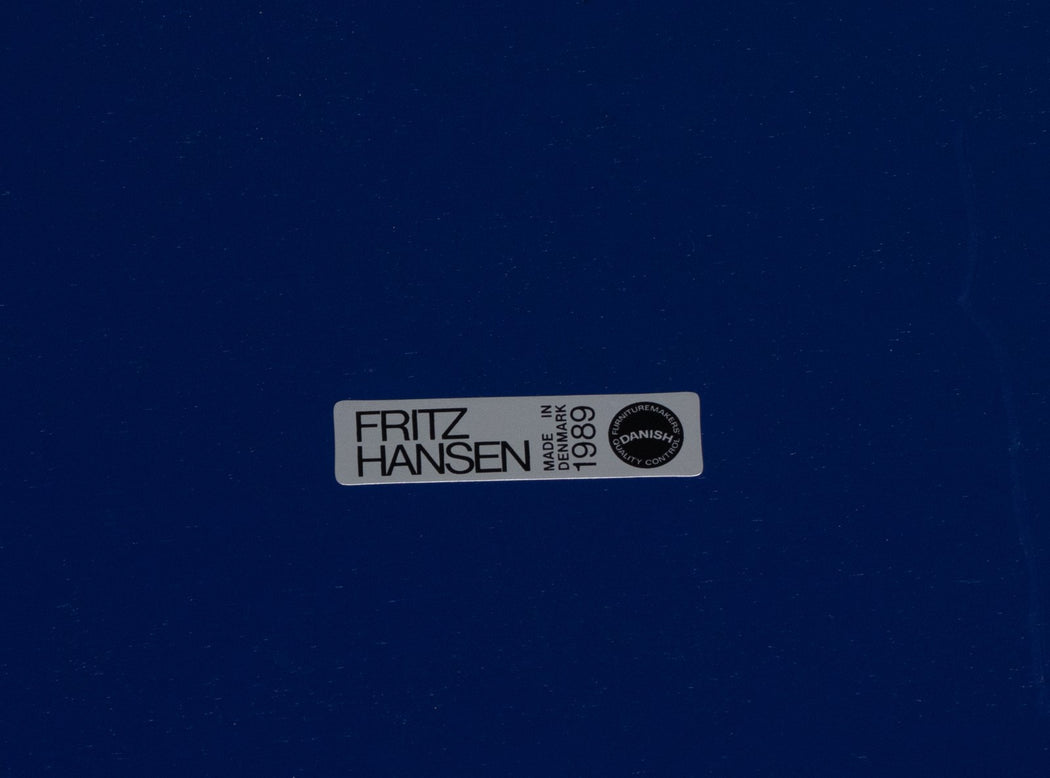 FRITZ
HANSEN
MADE IN
DENMARK
1989
FURNITUREMAKERS'
DANISH
QUALITY CONTROL